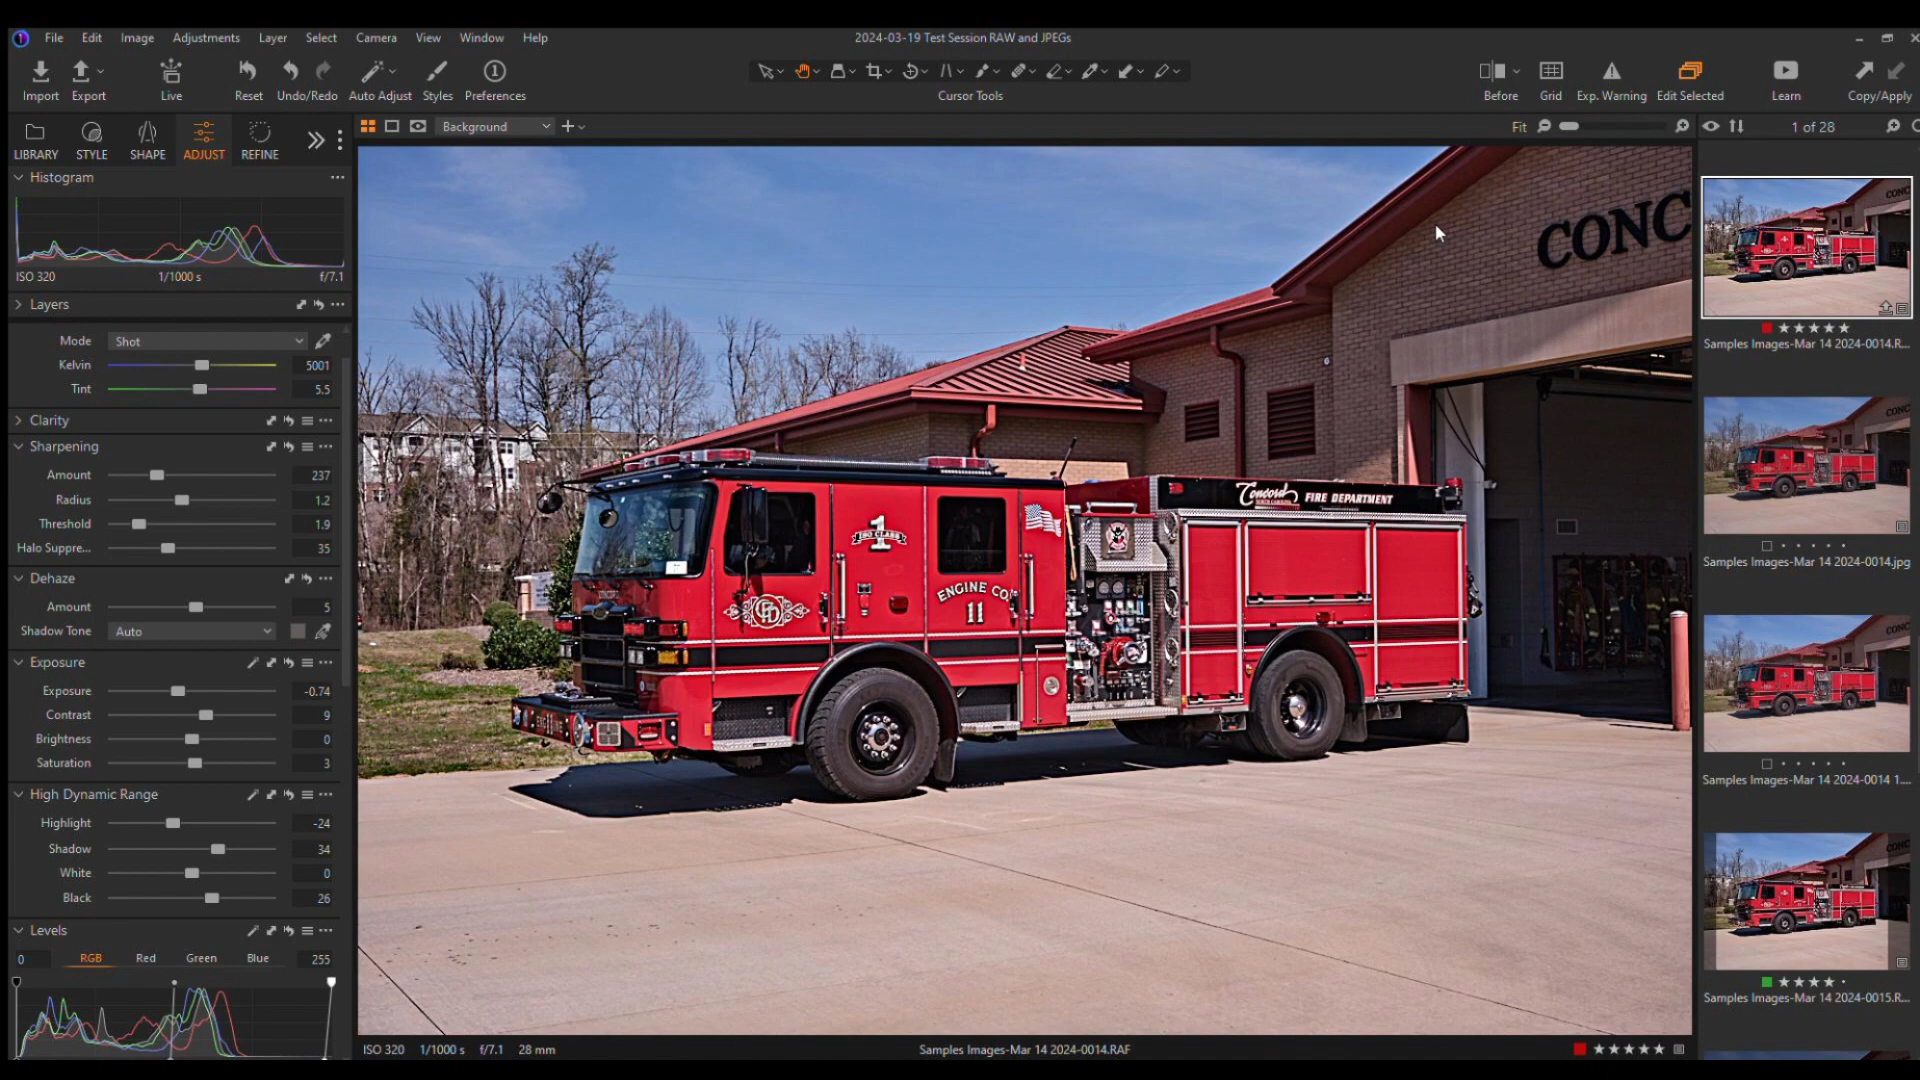 File Edit Image Adjustments Layer Select Camera View Window Help
2024-03-19 Test Session RAW and JPEGs
Import Export Live Reset Undo/Redo Auto Adjust Styles Preferences
Cursor Tools
Before Grid Exp. Warning Edit Selected Learn Copy/Apply
LIBRARY STYLE SHAPE ADJUST REFINE
Background
Fit
1 of 28
Histogram
ISO 320 1/1000 s f/7.1
Layers
Mode Shot
Kelvin 5001
Tint 5.5
Clarity
Sharpening
Amount 237
Radius 1.2
Threshold 1.9
Halo Suppre... 35
Dehaze
Amount 5
Shadow Tone Auto
Exposure
Exposure -0.74
Contrast 9
Brightness 0
Saturation 3
High Dynamic Range
Highlight -24
Shadow 34
White 0
Black 26
Levels
0 RGB Red Green Blue 255
CONC
Concord FIRE DEPARTMENT
1
ISO CLASS
ENGINE CO.
11
CFD
ISO 320 1/1000 s f/7.1 28 mm
Samples Images-Mar 14 2024-0014.RAF
Samples Images-Mar 14 2024-0014.R...
Samples Images-Mar 14 2024-0014.jpg
Samples Images-Mar 14 2024-0014 1....
Samples Images-Mar 14 2024-0015.R...